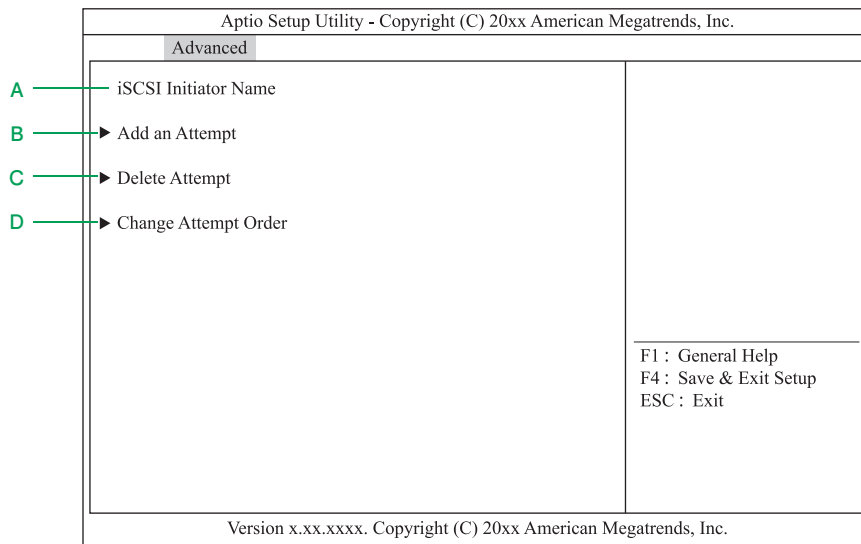 Aptio Setup Utility - Copyright (C) 20xx American Megatrends, Inc.
Advanced
A iSCSI Initiator Name
B ▶ Add an Attempt
C ▶ Delete Attempt
D ▶ Change Attempt Order
F1 : General Help
F4 : Save & Exit Setup
ESC : Exit
Version x.xx.xxxx. Copyright (C) 20xx American Megatrends, Inc.